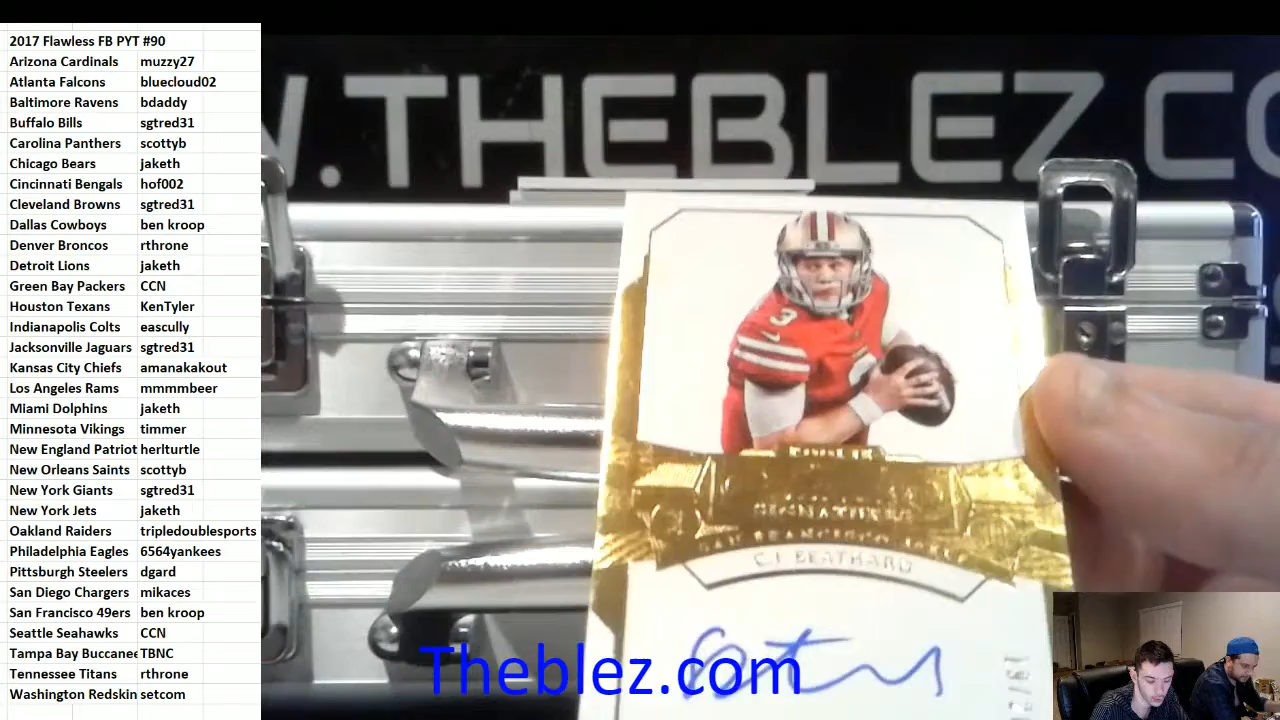 2017 Flawless FB PYT #90
Arizona Cardinals muzzy27
Atlanta Falcons bluecloud02
Baltimore Ravens bdaddy
Buffalo Bills sgtred31
Carolina Panthers scottyb
Chicago Bears jaketh
Cincinnati Bengals hof002
Cleveland Browns sgtred31
Dallas Cowboys ben kroop
Denver Broncos rthrone
Detroit Lions jaketh
Green Bay Packers CCN
Houston Texans KenTyler
Indianapolis Colts eascully
Jacksonville Jaguars sgtred31
Kansas City Chiefs amanakakout
Los Angeles Rams mmmmbeer
Miami Dolphins jaketh
Minnesota Vikings timmer
New England Patriot herlturtle
New Orleans Saints scottyb
New York Giants sgtred31
New York Jets jaketh
Oakland Raiders tripledoublesports
Philadelphia Eagles 6564yankees
Pittsburgh Steelers dgard
San Diego Chargers mikaces
San Francisco 49ers ben kroop
Seattle Seahawks CCN
Tampa Bay Buccanee TBNC
Tennessee Titans rthrone
Washington Redskin setcom
W.THEBLEZ.CO
3
SIGNATURES
SAN FRANCISCO 49ERS
C.J. BEATHARD
Theblez.com